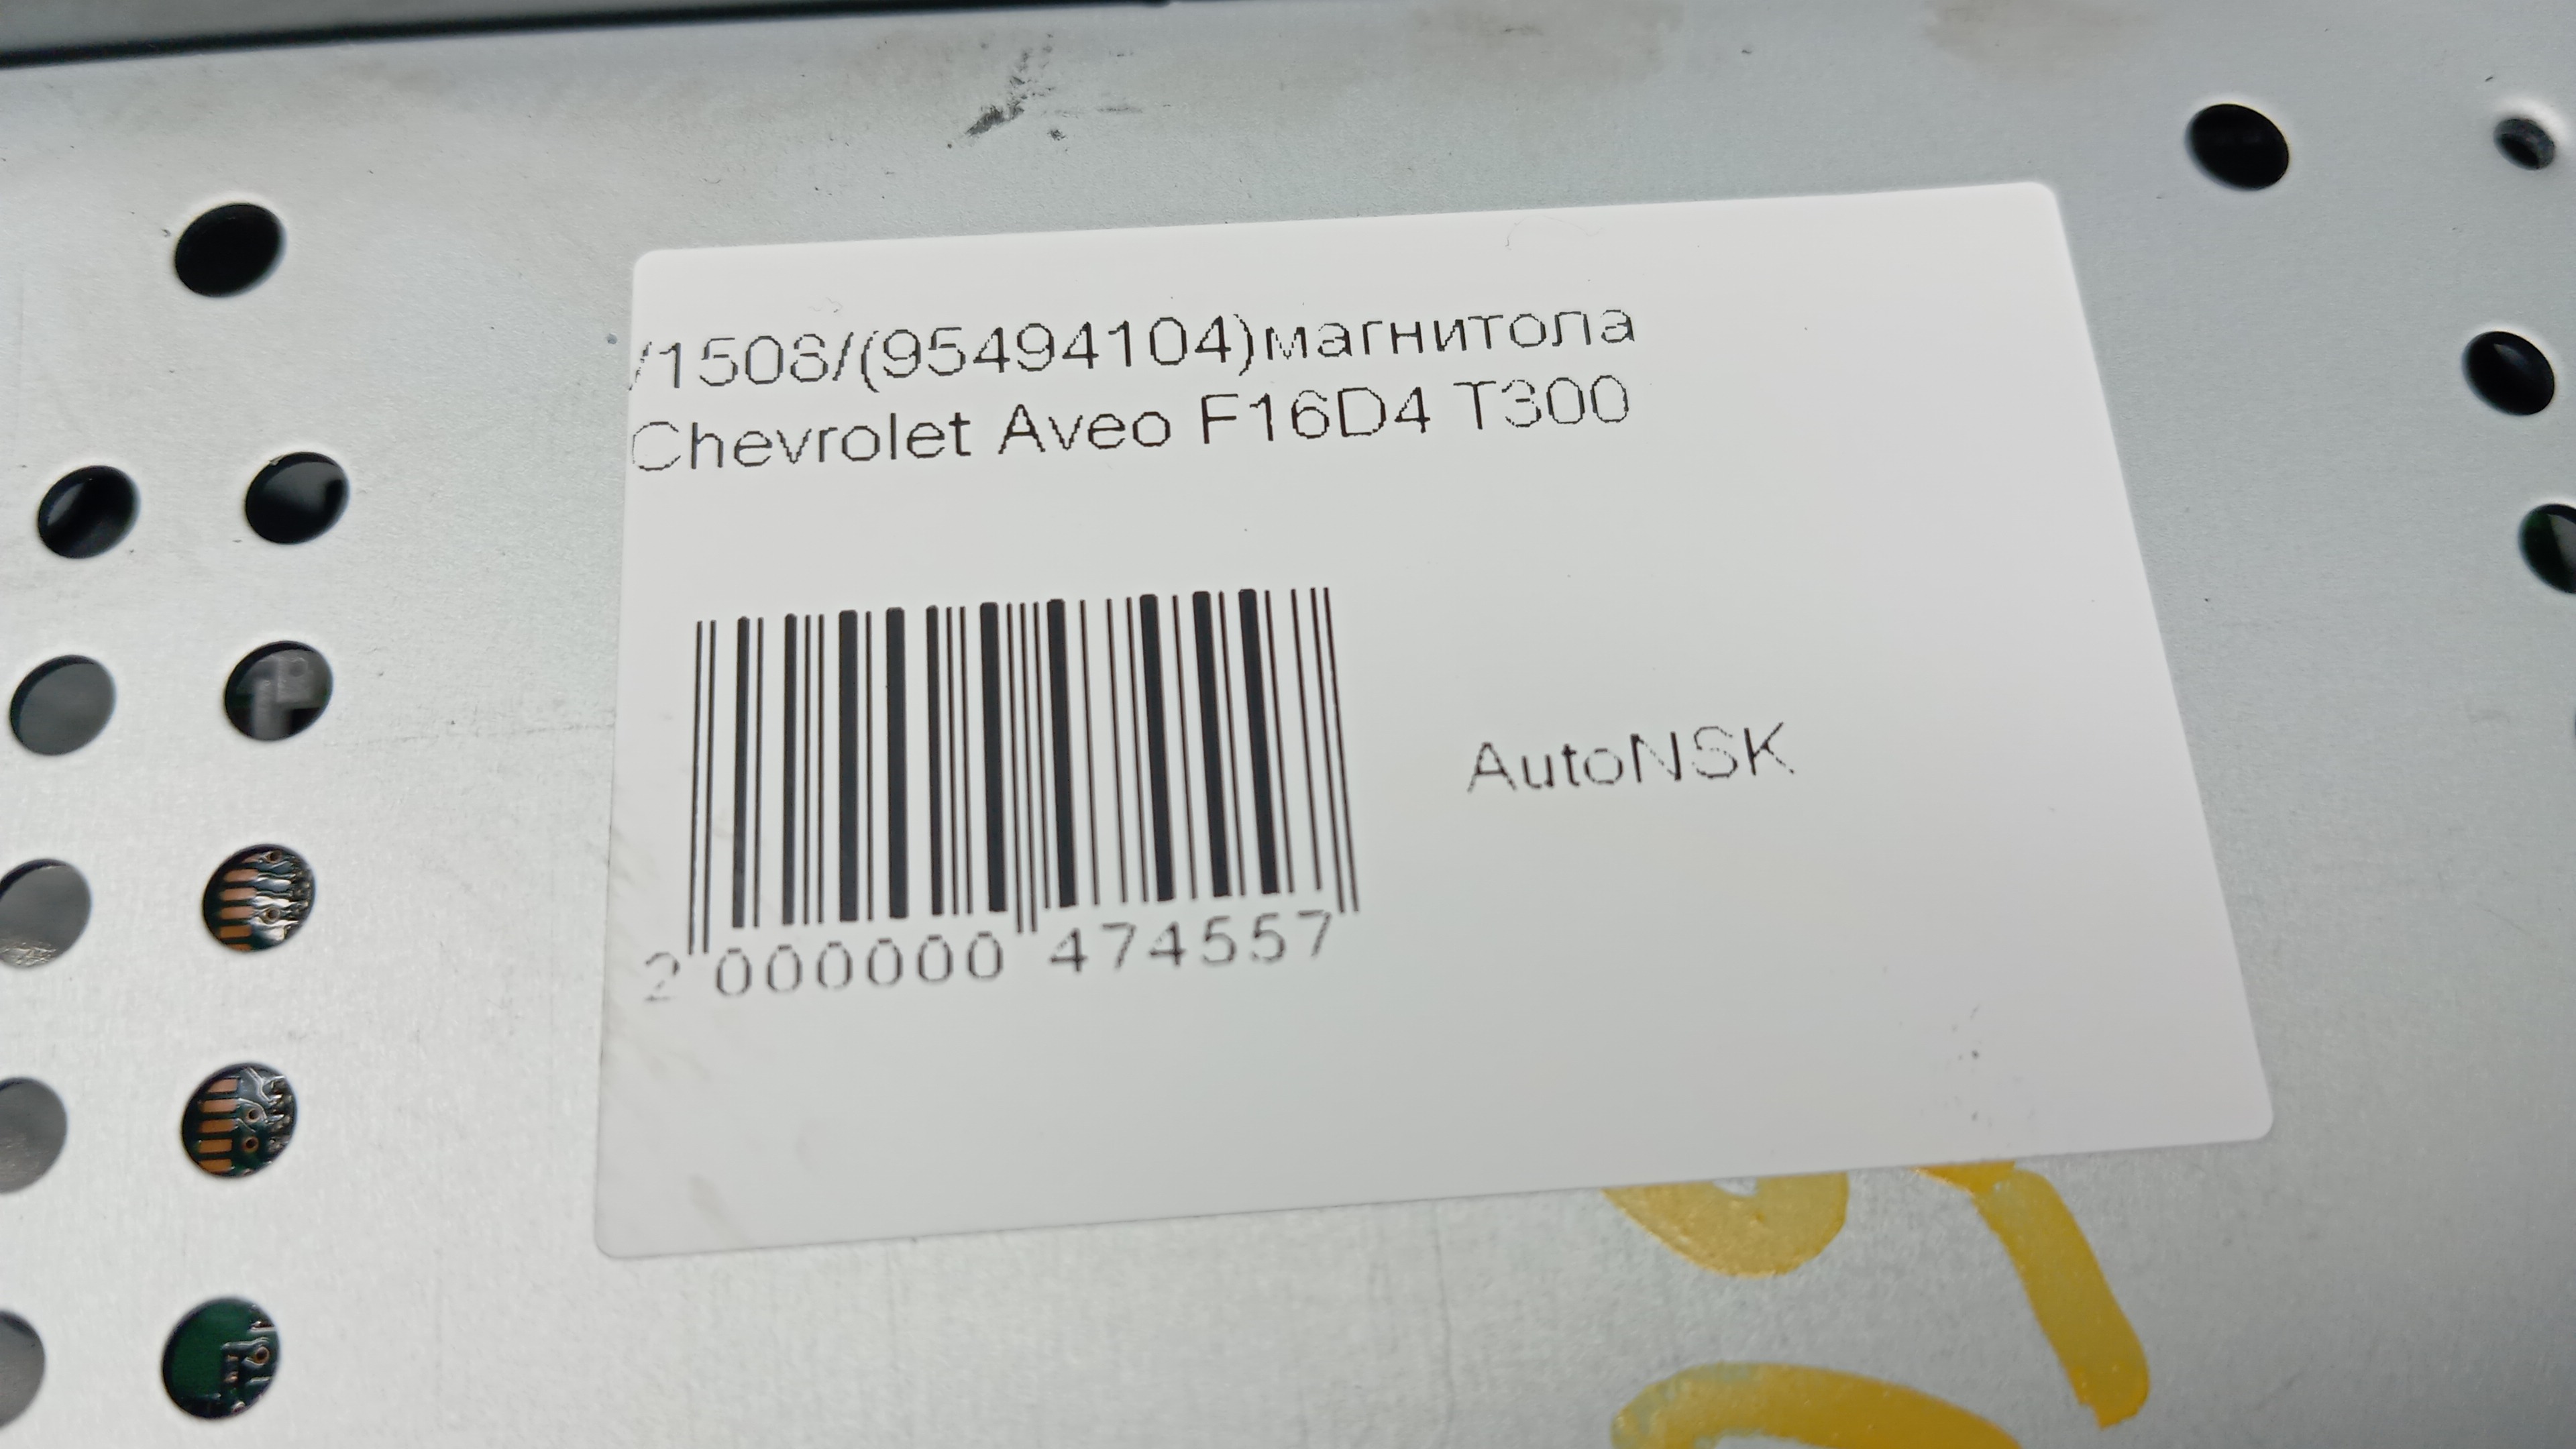 /1508/(95494104)магнитола
Chevrolet Aveo F16D4 T300
AutoNSK
2 000000 474557